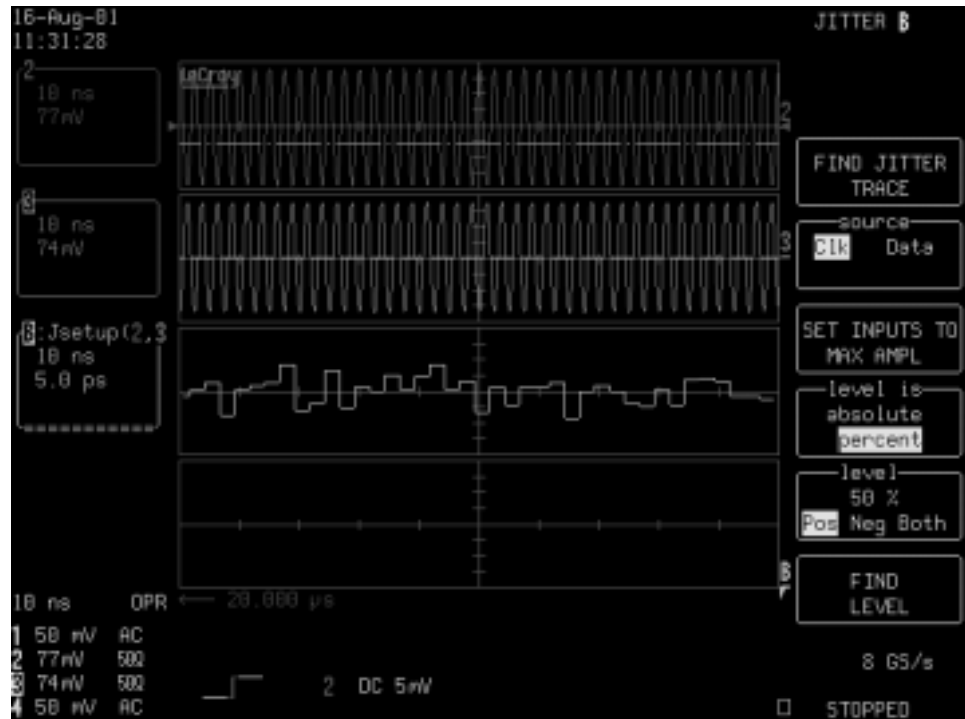 16-Aug-01
11:31:28
JITTER B
2
10 ns
77mV
LeCroy
2
3
10 ns
74mV
3
B:Jsetup(2,3
10 ns
5.0 ps
FIND JITTER
TRACE
source
Clk Data
SET INPUTS TO
MAX AMPL
level is
absolute
percent
level
50 %
Pos Neg Both
B
FIND
LEVEL
10 ns OPR 20.000 µs
1 50 mV AC
2 77mV 50Ω
3 74mV 50Ω
4 50 mV AC
2 DC 5mV
8 GS/s
STOPPED